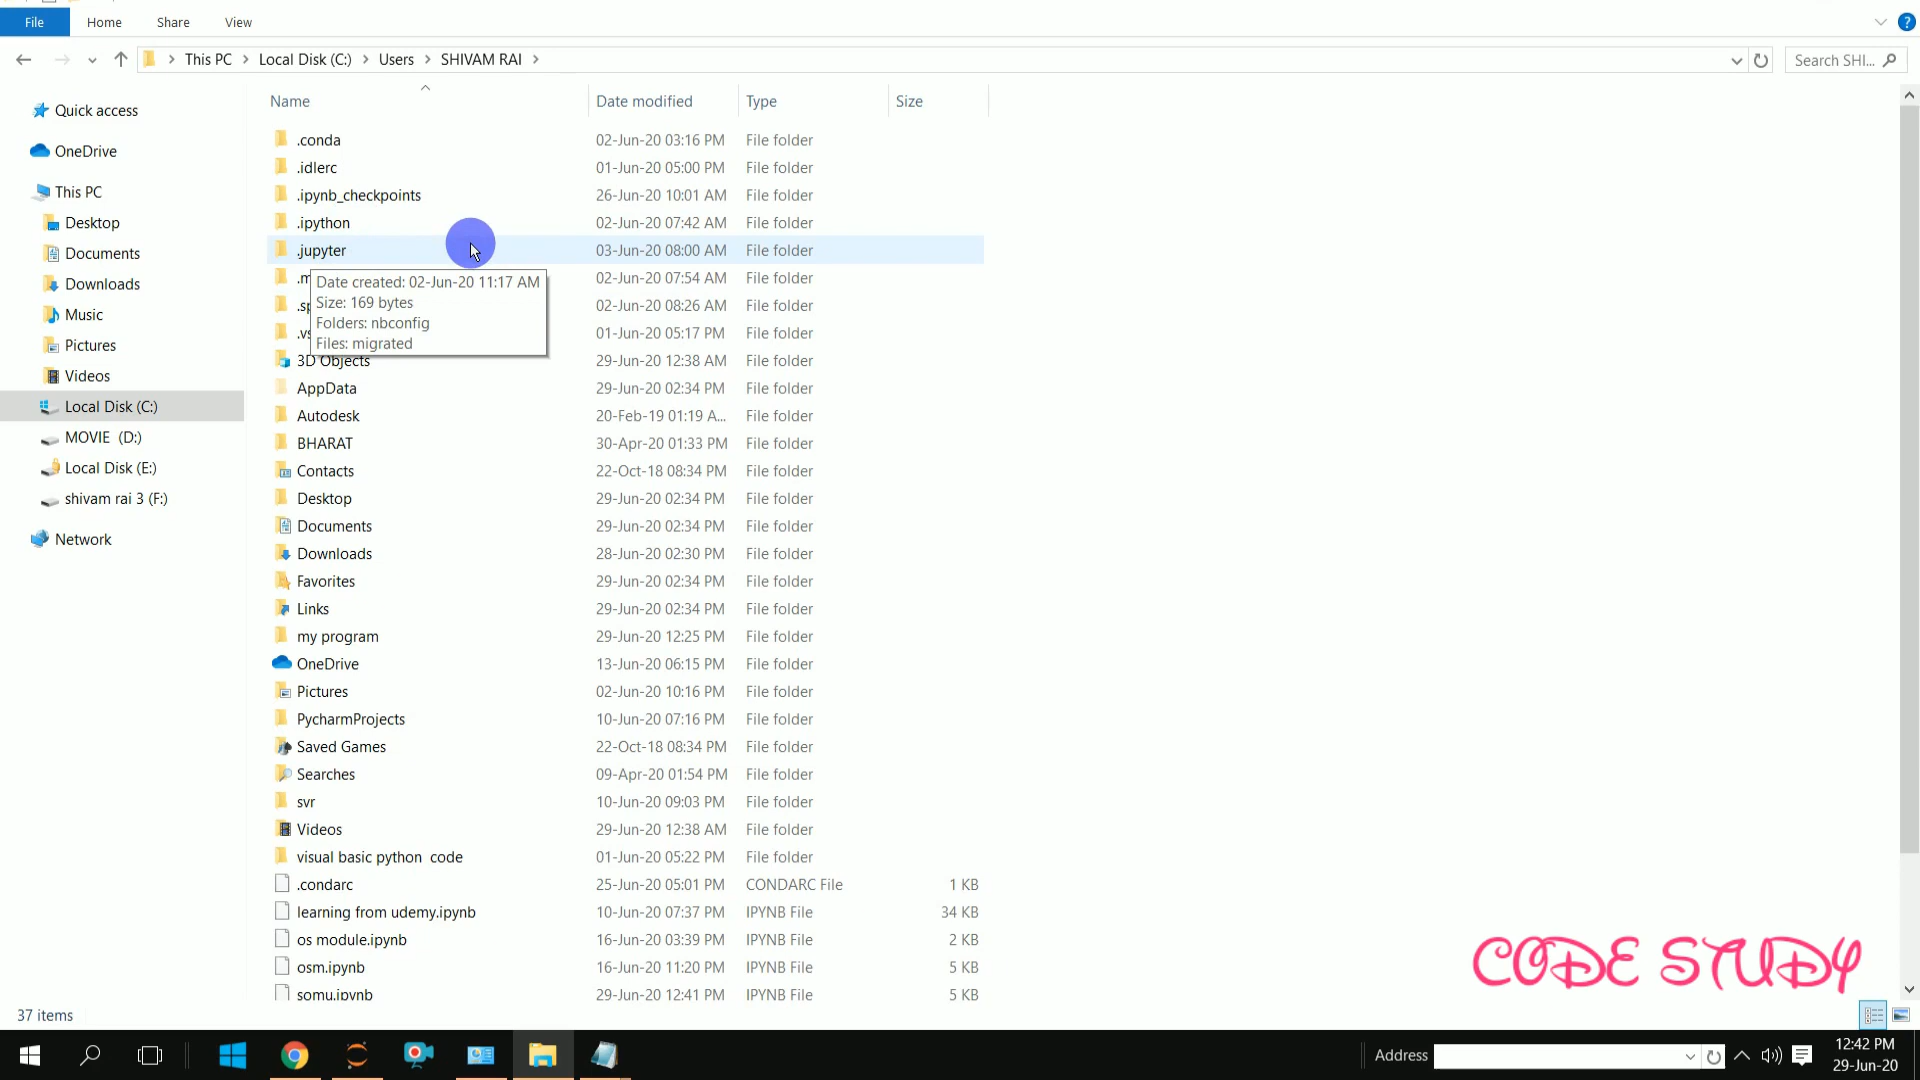 File Home Share View
This PC > Local Disk (C:) > Users > SHIVAM RAI >
Search SHI...
Quick access
OneDrive
This PC
Desktop
Documents
Downloads
Music
Pictures
Videos
Local Disk (C:)
MOVIE (D:)
Local Disk (E:)
shivam rai 3 (F:)
Network
Name Date modified Type Size
.conda 02-Jun-20 03:16 PM File folder
.idlerc 01-Jun-20 05:00 PM File folder
.ipynb_checkpoints 26-Jun-20 10:01 AM File folder
.ipython 02-Jun-20 07:42 AM File folder
.jupyter 03-Jun-20 08:00 AM File folder
02-Jun-20 07:54 AM File folder
02-Jun-20 08:26 AM File folder
01-Jun-20 05:17 PM File folder
Date created: 02-Jun-20 11:17 AM
Size: 169 bytes
Folders: nbconfig
Files: migrated
3D Objects 29-Jun-20 12:38 AM File folder
AppData 29-Jun-20 02:34 PM File folder
Autodesk 20-Feb-19 01:19 A... File folder
BHARAT 30-Apr-20 01:33 PM File folder
Contacts 22-Oct-18 08:34 PM File folder
Desktop 29-Jun-20 02:34 PM File folder
Documents 29-Jun-20 02:34 PM File folder
Downloads 28-Jun-20 02:30 PM File folder
Favorites 29-Jun-20 02:34 PM File folder
Links 29-Jun-20 02:34 PM File folder
my program 29-Jun-20 12:25 PM File folder
OneDrive 13-Jun-20 06:15 PM File folder
Pictures 02-Jun-20 10:16 PM File folder
PycharmProjects 10-Jun-20 07:16 PM File folder
Saved Games 22-Oct-18 08:34 PM File folder
Searches 09-Apr-20 01:54 PM File folder
svr 10-Jun-20 09:03 PM File folder
Videos 29-Jun-20 12:38 AM File folder
visual basic python  code 01-Jun-20 05:22 PM File folder
.condarc 25-Jun-20 05:01 PM CONDARC File 1 KB
learning from udemy.ipynb 10-Jun-20 07:37 PM IPYNB File 34 KB
os module.ipynb 16-Jun-20 03:39 PM IPYNB File 2 KB
osm.ipynb 16-Jun-20 11:20 PM IPYNB File 5 KB
somu.ipynb 29-Jun-20 12:41 PM IPYNB File 5 KB
CODE STUDY
37 items
Address
12:42 PM
29-Jun-20